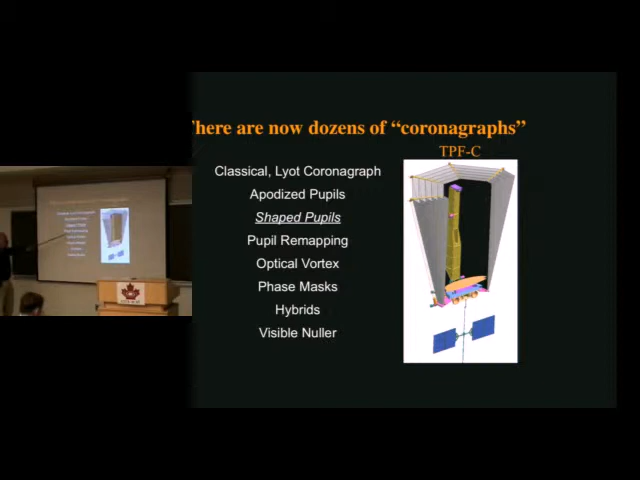 There are now dozens of “coronagraphs”
TPF-C
Classical, Lyot Coronagraph
Apodized Pupils
Shaped Pupils
Pupil Remapping
Optical Vortex
Phase Masks
Hybrids
Visible Nuller